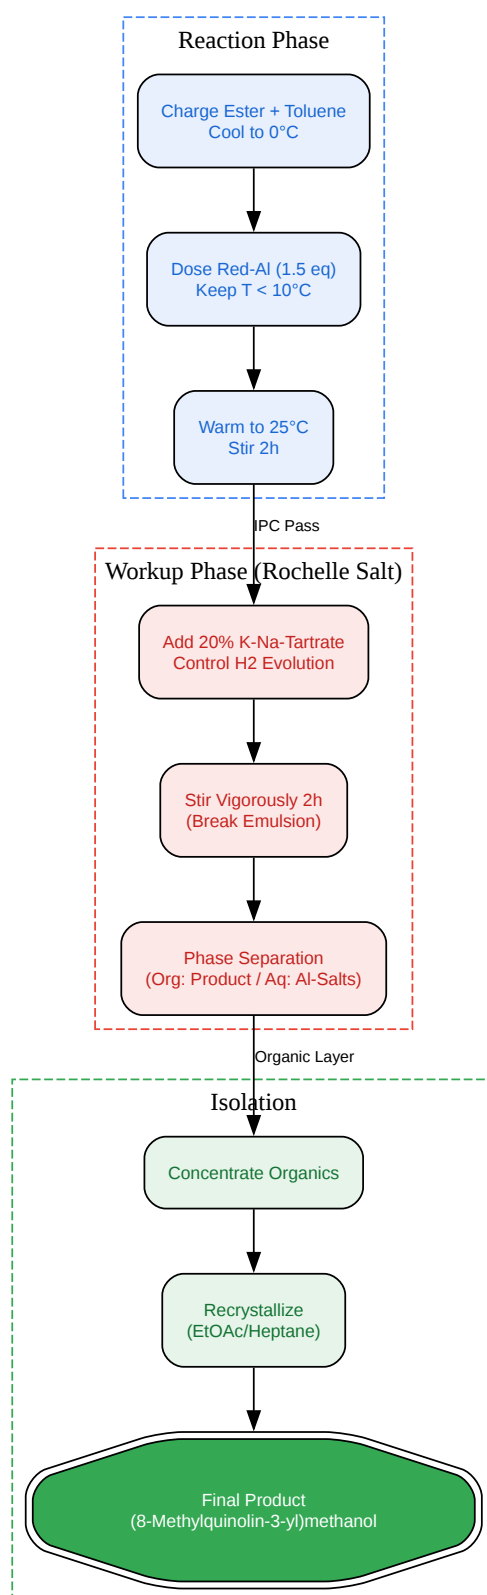 Reaction Phase
Charge Ester + Toluene
Cool to 0°C
Dose Red-Al (1.5 eq)
Keep T < 10°C
Warm to 25°C
Stir 2h
IPC Pass
Workup Phase (Rochelle Salt)
Add 20% K-Na-Tartrate
Control H2 Evolution
Stir Vigorously 2h
(Break Emulsion)
Phase Separation
(Org: Product / Aq: Al-Salts)
Organic Layer
Isolation
Concentrate Organics
Recrystallize
(EtOAc/Heptane)
Final Product
(8-Methylquinolin-3-yl)methanol